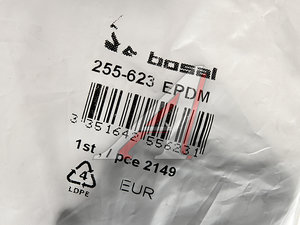 bosal
255-623 EPDM
3 351642 556231
1st / pce 2149
4
LDPE
EUR